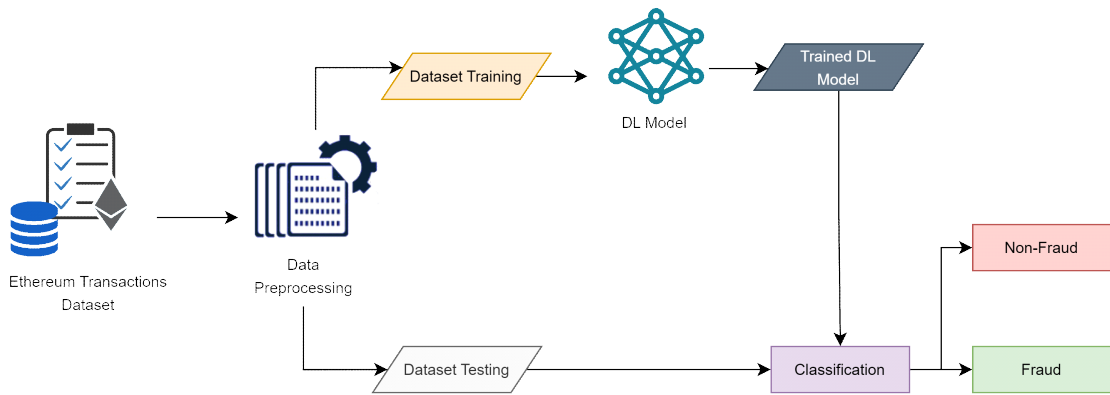 Dataset Training
Trained DL
Model
DL Model
Ethereum Transactions
Dataset
Data
Preprocessing
Non-Fraud
Dataset Testing
Classification
Fraud